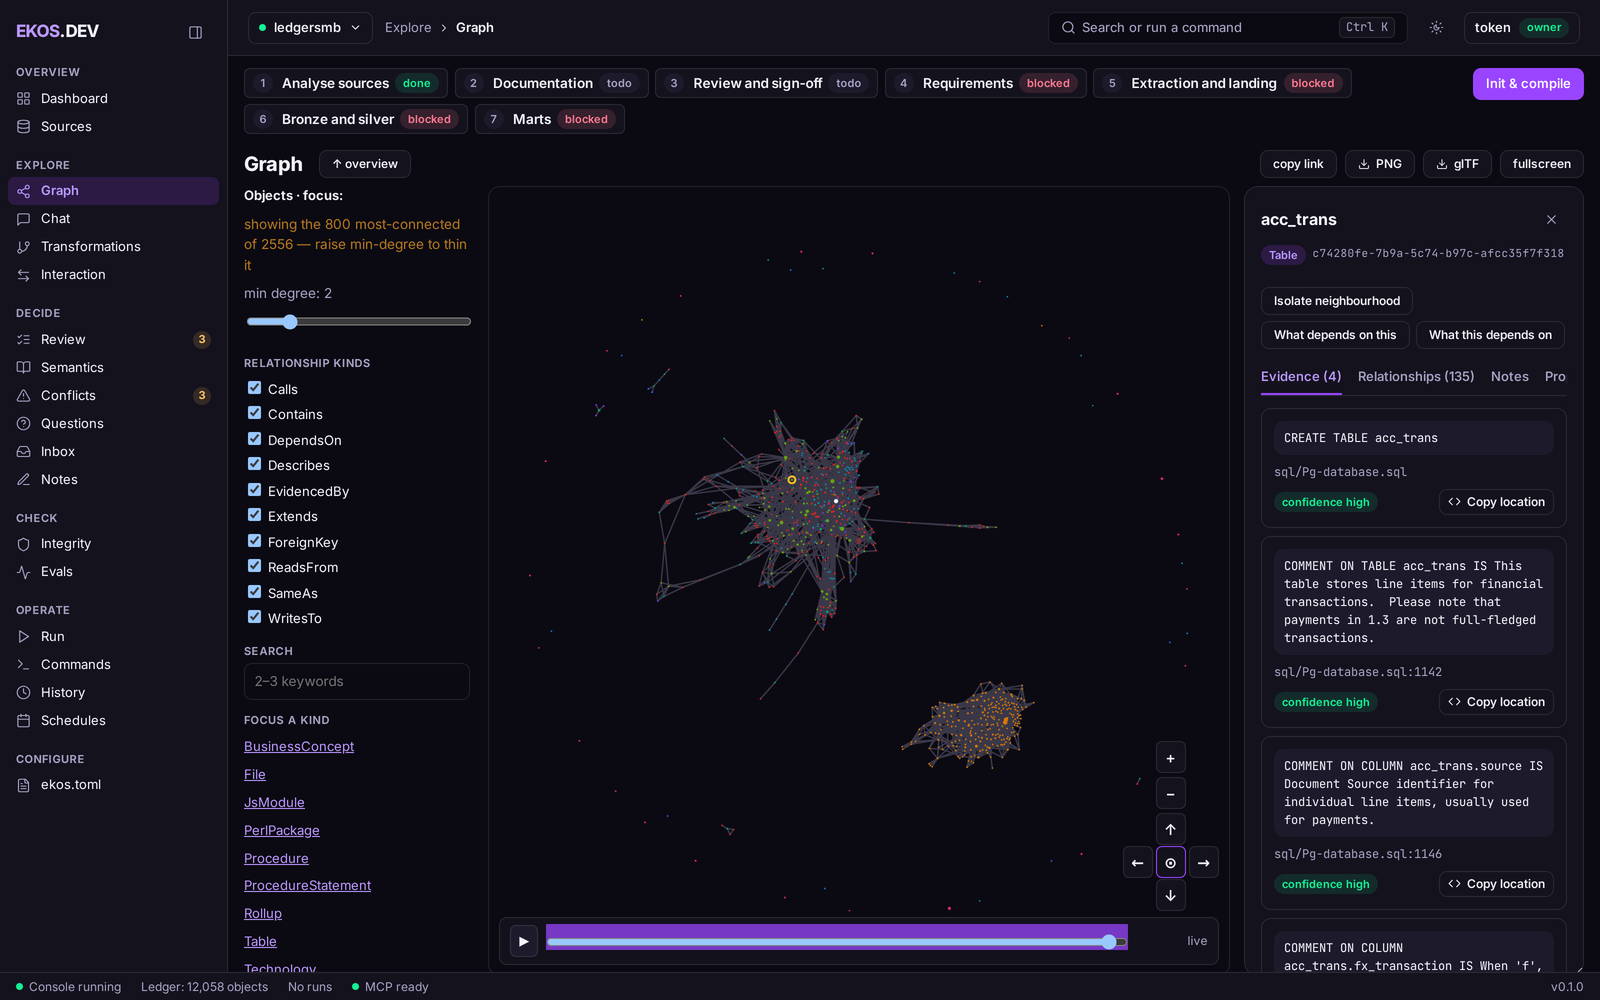 EKOS.DEV
OVERVIEW
Dashboard
Sources
EXPLORE
Graph
Chat
Transformations
Interaction
DECIDE
Review 3
Semantics
Conflicts 3
Questions
Inbox
Notes
CHECK
Integrity
Evals
OPERATE
Run
Commands
History
Schedules
CONFIGURE
ekos.toml
ledgersmb
Explore › Graph
Search or run a command Ctrl K
token owner
1 Analyse sources done
2 Documentation todo
3 Review and sign-off todo
4 Requirements blocked
5 Extraction and landing blocked
6 Bronze and silver blocked
7 Marts blocked
Init & compile
Graph
↑ overview
copy link
PNG
glTF
fullscreen
Objects · focus:
showing the 800 most-connected
of 2556 — raise min-degree to thin
it
min degree: 2
RELATIONSHIP KINDS
Calls
Contains
DependsOn
Describes
EvidencedBy
Extends
ForeignKey
ReadsFrom
SameAs
WritesTo
SEARCH
2–3 keywords
FOCUS A KIND
BusinessConcept
File
JsModule
PerlPackage
Procedure
ProcedureStatement
Rollup
Table
Technology
+
−
↑
← →
↓
live
acc_trans
Table c74280fe-7b9a-5c74-b97c-afcc35f7f318
Isolate neighbourhood
What depends on this
What this depends on
Evidence (4) Relationships (135) Notes Pro
CREATE TABLE acc_trans
sql/Pg-database.sql
confidence high
Copy location
COMMENT ON TABLE acc_trans IS This
table stores line items for financial
transactions. Please note that
payments in 1.3 are not full-fledged
transactions.
sql/Pg-database.sql:1142
confidence high
Copy location
COMMENT ON COLUMN acc_trans.source IS
Document Source identifier for
individual line items, usually used
for payments.
sql/Pg-database.sql:1146
confidence high
Copy location
COMMENT ON COLUMN
acc_trans.fx_transaction IS When 'f',
Console running
Ledger: 12,058 objects
No runs
MCP ready
v0.1.0